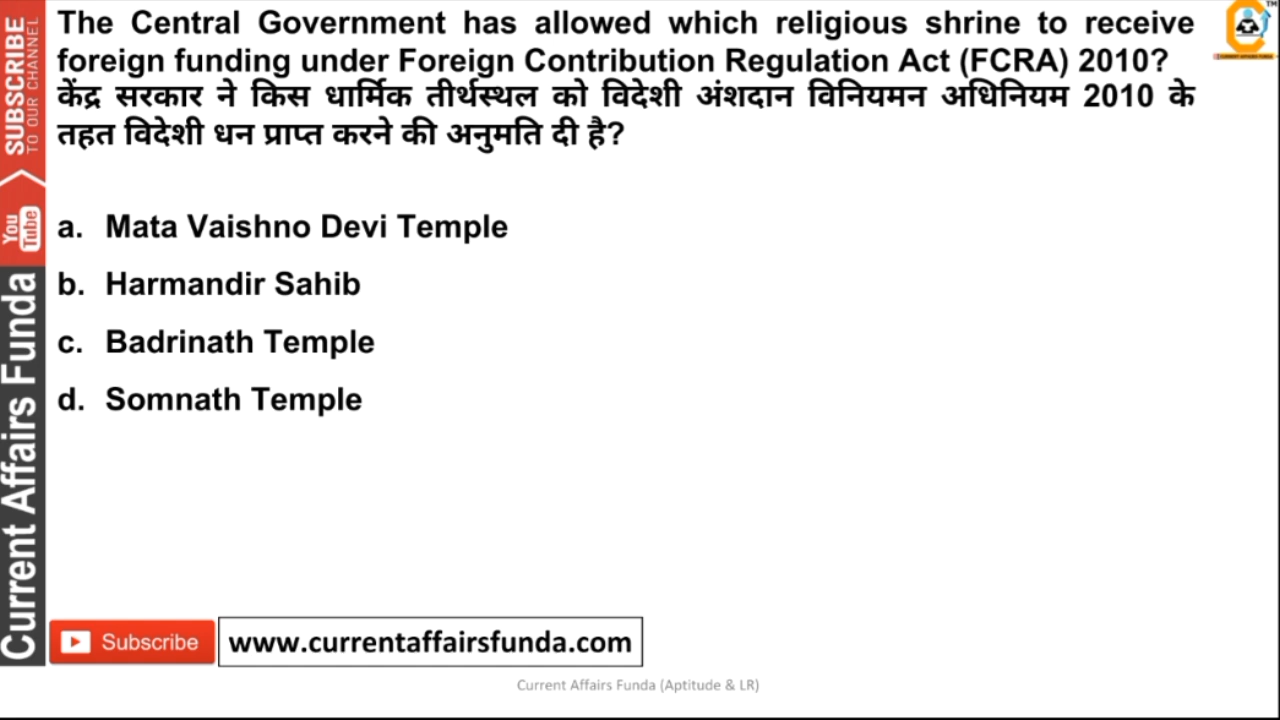 The Central Government has allowed which religious shrine to receive
foreign funding under Foreign Contribution Regulation Act (FCRA) 2010?
केंद्र सरकार ने किस धार्मिक तीर्थस्थल को विदेशी अंशदान विनियमन अधिनियम 2010 के
तहत विदेशी धन प्राप्त करने की अनुमति दी है?
a. Mata Vaishno Devi Temple
b. Harmandir Sahib
c. Badrinath Temple
d. Somnath Temple
SUBSCRIBE
TO OUR CHANNEL
You
Tube
Current Affairs Funda
Subscribe
www.currentaffairsfunda.com
Current Affairs Funda (Aptitude & LR)
TM